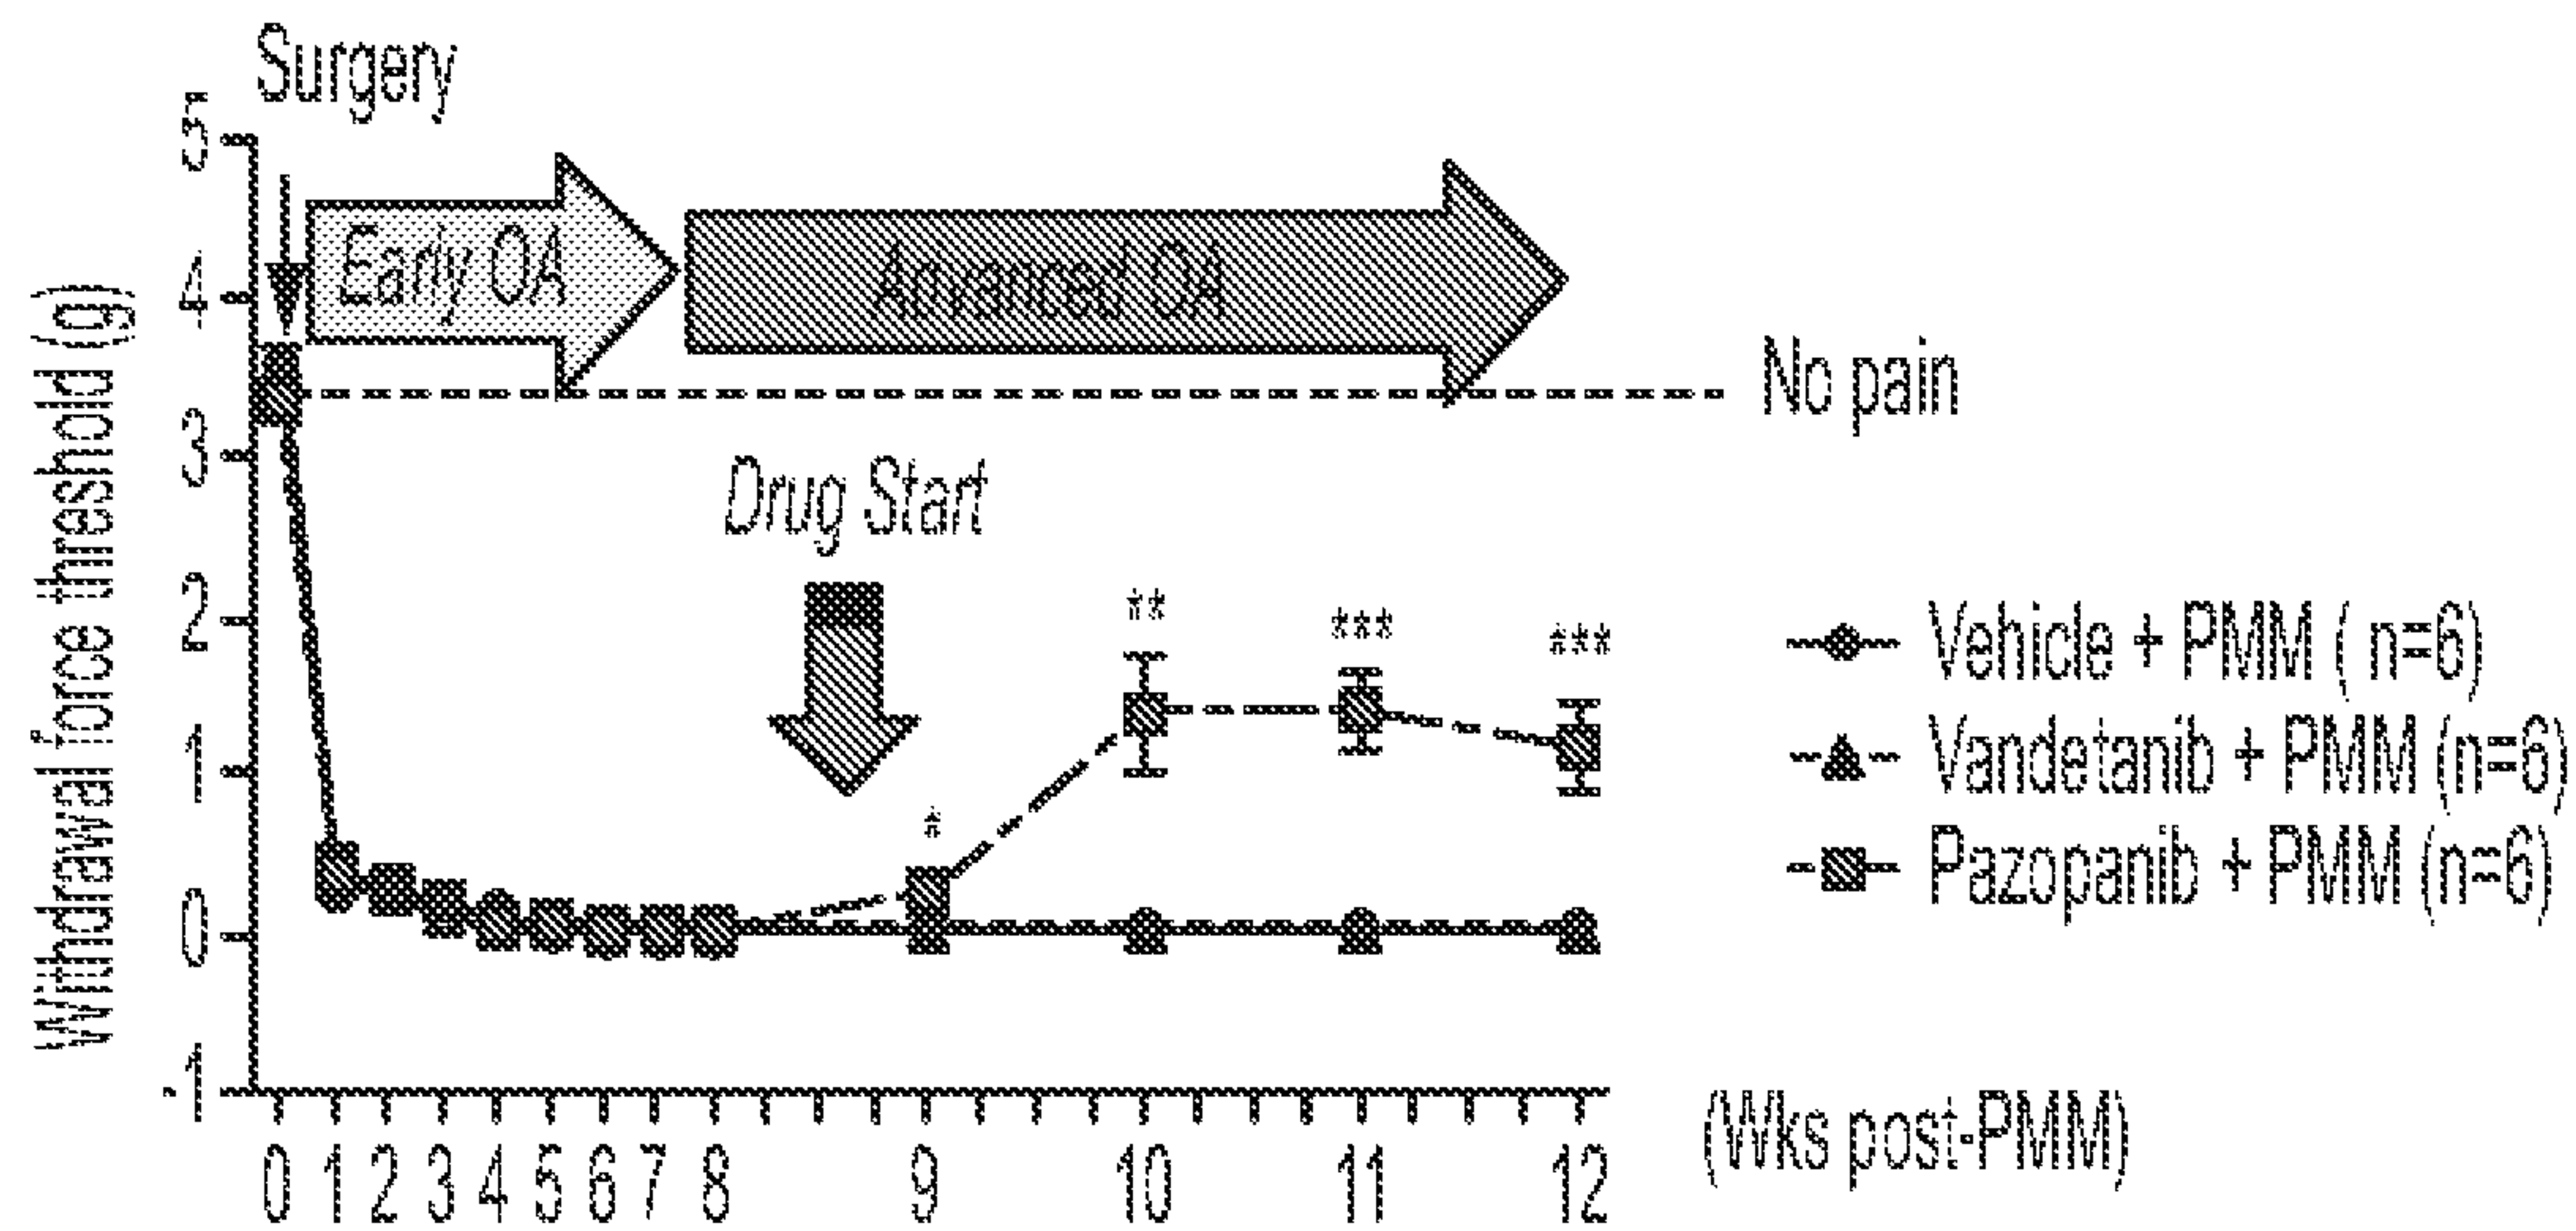 Surgery
Withdrawal force threshold (g)
5
4
3
2
1
0
-1
Early OA
Advanced OA
No pain
Drug Start
*
**
***
***
Vehicle + PMM ( n=6)
Vandetanib + PMM (n=6)
Pazopanib + PMM (n=6)
0 1 2 3 4 5 6 7 8 9 10 11 12
(Wks post-PMM)